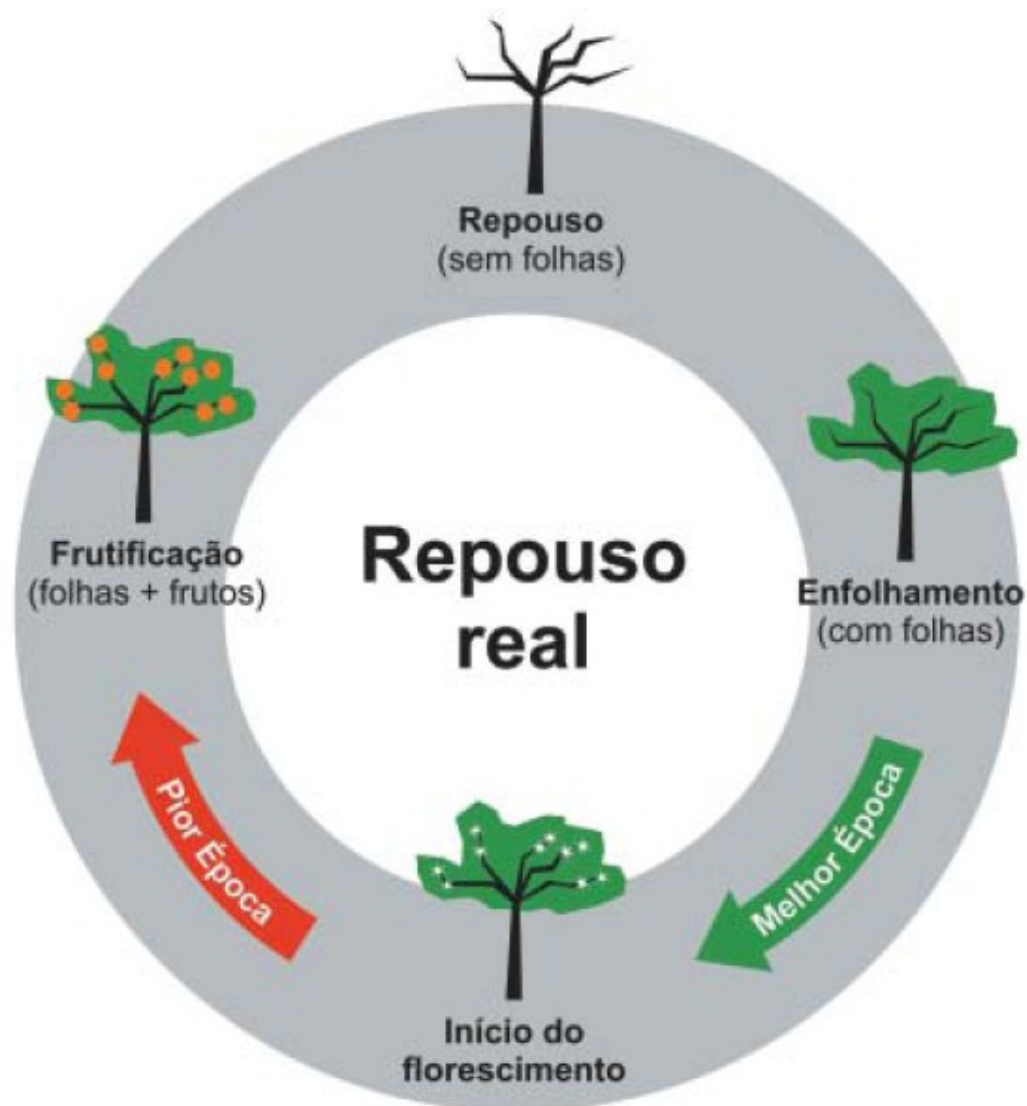 Repouso
(sem folhas)
Frutificação
(folhas + frutos)
Repouso
real
Enfolhamento
(com folhas)
Pior Época
Melhor Época
Início do
florescimento